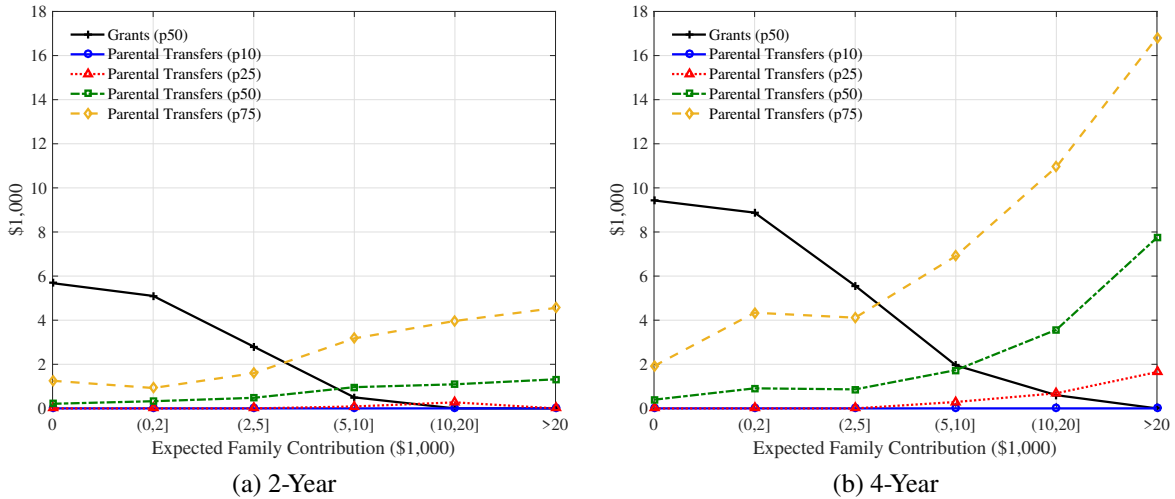 18
16
14
12
10
8
6
4
2
0
$1,000
Grants (p50)
Parental Transfers (p10)
Parental Transfers (p25)
Parental Transfers (p50)
Parental Transfers (p75)
0 (0,2] (2,5] (5,10] (10,20] >20
Expected Family Contribution ($1,000)
(a) 2-Year
18
16
14
12
10
8
6
4
2
0
$1,000
Grants (p50)
Parental Transfers (p10)
Parental Transfers (p25)
Parental Transfers (p50)
Parental Transfers (p75)
0 (0,2] (2,5] (5,10] (10,20] >20
Expected Family Contribution ($1,000)
(b) 4-Year